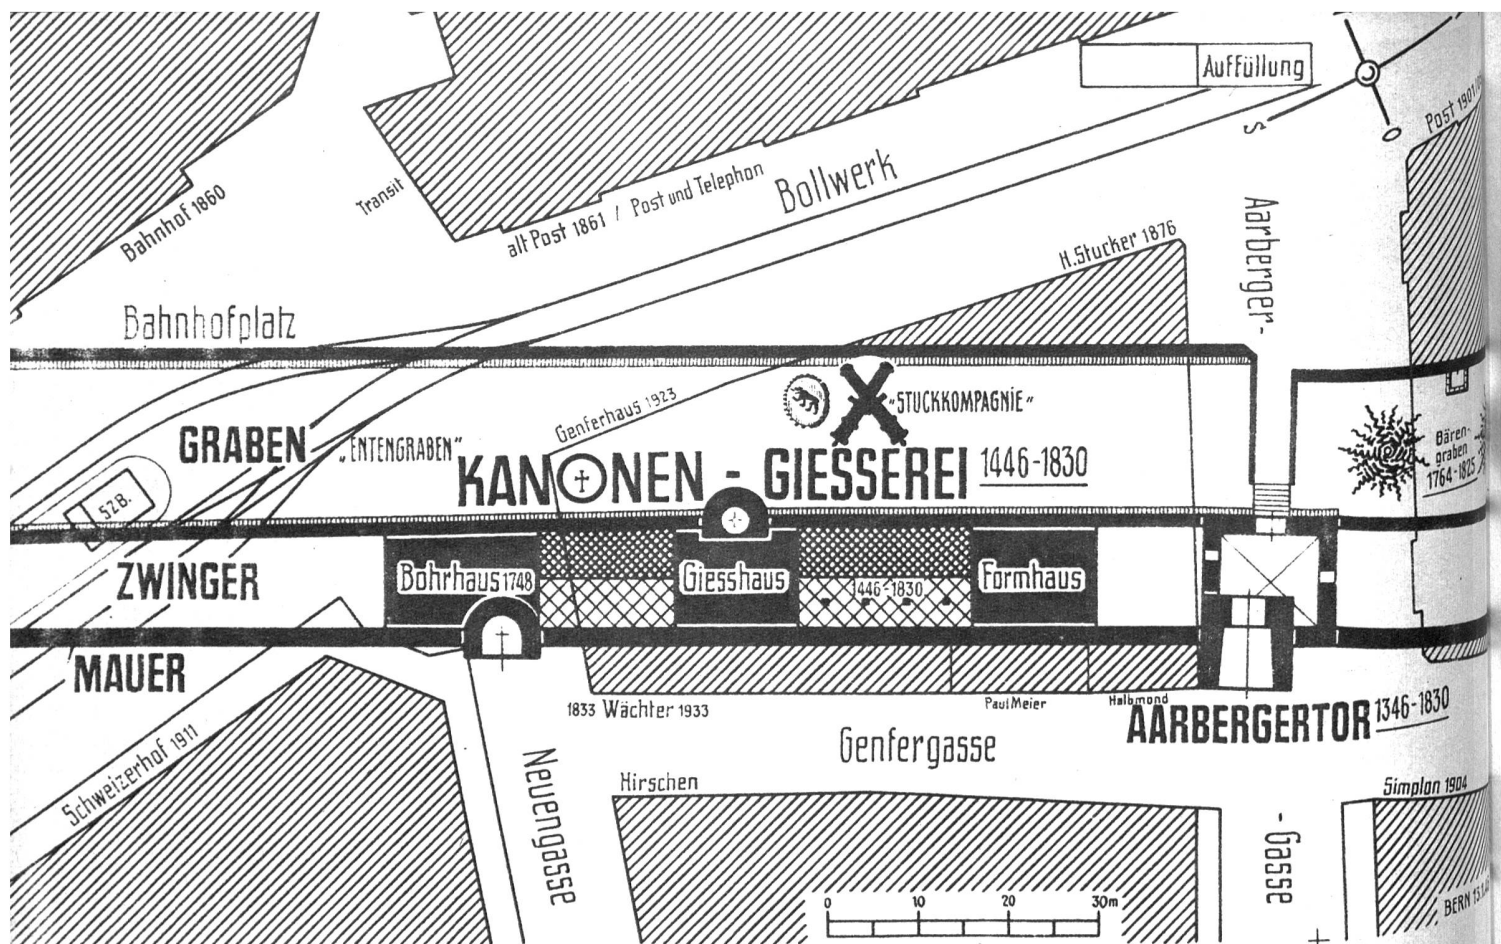 Auffüllung
S
Post 1901
Bahnhof 1860
Transit
alt Post 1861 / Post und Telephon
Bollwerk
H. Stucker 1876
Aarberger-
Bahnhofplatz
Genferhaus 1923
„STUCKKOMPAGNIE“
GRABEN
„ENTENGRABEN“
KANONEN - GIESSEREI 1446-1830
Bären-
graben
1764-1825
S.Z.B.
ZWINGER
Bohrhaus 1748
Giesshaus
1446-1830
Formhaus
MAUER
1833 Wächter 1933
Paul Meier
Halbmond
AARBERGERTOR 1346-1830
Schweizerhof 1911
Neuengasse
Genfergasse
Hirschen
Simplon 1904
-Gasse
0 10 20 30m
BERN